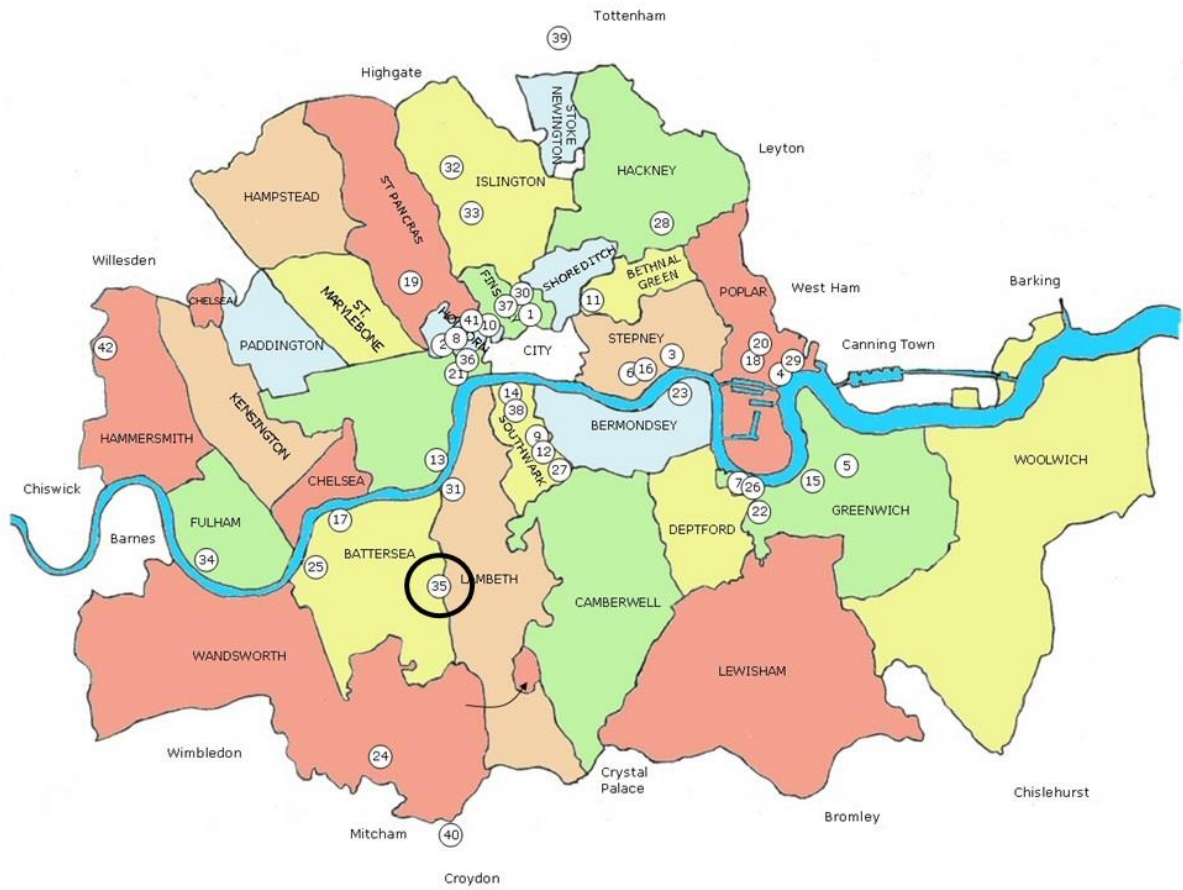 Tottenham
39
Highgate
STOKE
NEWINGTON
Leyton
32
ISLINGTON
HACKNEY
HAMPSTEAD
ST PANCRAS
33
28
Willesden
SHOREDITCH
BETHNAL
GREEN
19
FINS
30
11
POPLAR
West Ham
Barking
CHELSEA
ST.
MARYLEBONE
37
1
41
10
42
PADDINGTON
8
CITY
STEPNEY
3
20
Canning Town
36
18
29
21
6
16
4
KENSINGTON
14
23
38
SOUTHWARK
BERMONDSEY
HAMMERSMITH
9
12
13
27
5
WOOLWICH
Chiswick
CHELSEA
31
7
26
15
GREENWICH
FULHAM
17
22
Barnes
DEPTFORD
34
25
BATTERSEA
35
LAMBETH
CAMBERWELL
WANDSWORTH
LEWISHAM
Wimbledon
24
Crystal
Palace
Chislehurst
Mitcham
40
Bromley
Croydon